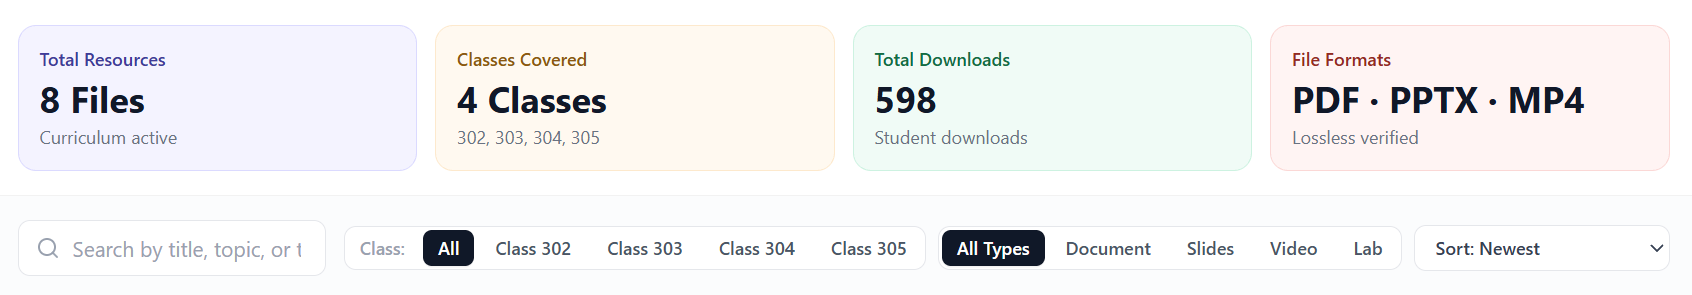 Total Resources
8 Files
Curriculum active
Classes Covered
4 Classes
302, 303, 304, 305
Total Downloads
598
Student downloads
File Formats
PDF · PPTX · MP4
Lossless verified
Search by title, topic, or t
Class: All Class 302 Class 303 Class 304 Class 305
All Types Document Slides Video Lab
Sort: Newest